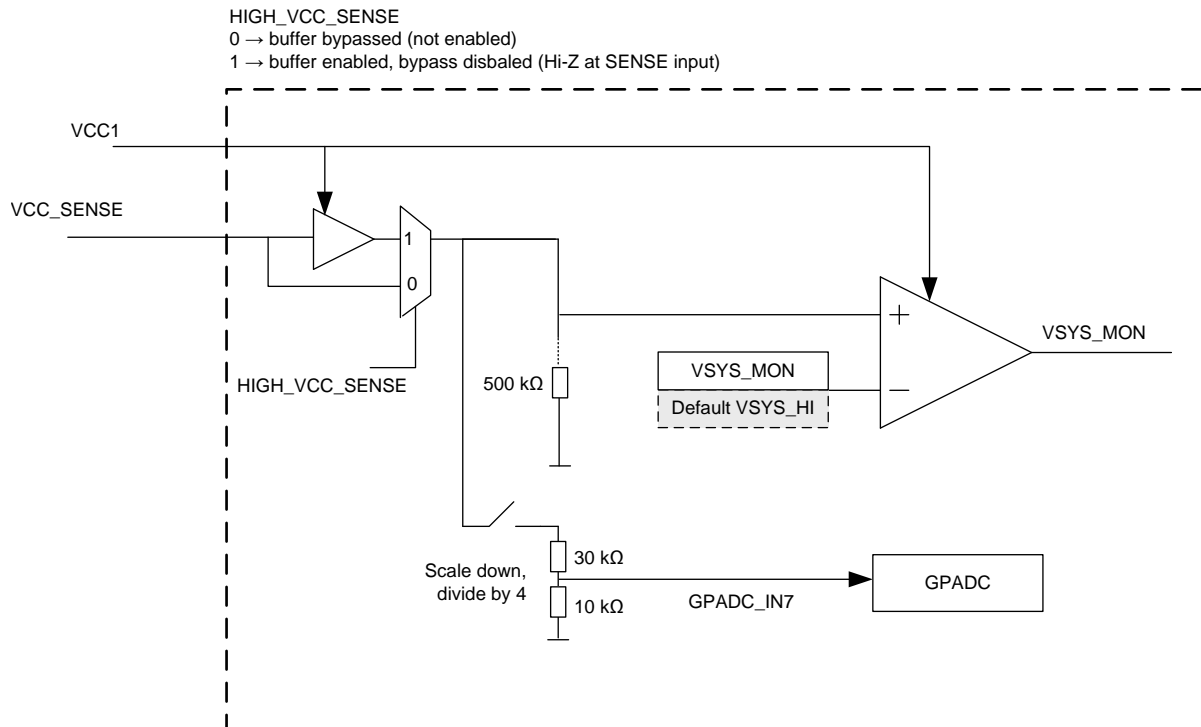 HIGH_VCC_SENSE
0 → buffer bypassed (not enabled)
1 → buffer enabled, bypass disbaled (Hi-Z at SENSE input)
VCC1
VCC_SENSE
1
0
HIGH_VCC_SENSE
500 kΩ
+
−
VSYS_MON
Default VSYS_HI
VSYS_MON
Scale down,
divide by 4
30 kΩ
10 kΩ
GPADC_IN7
GPADC